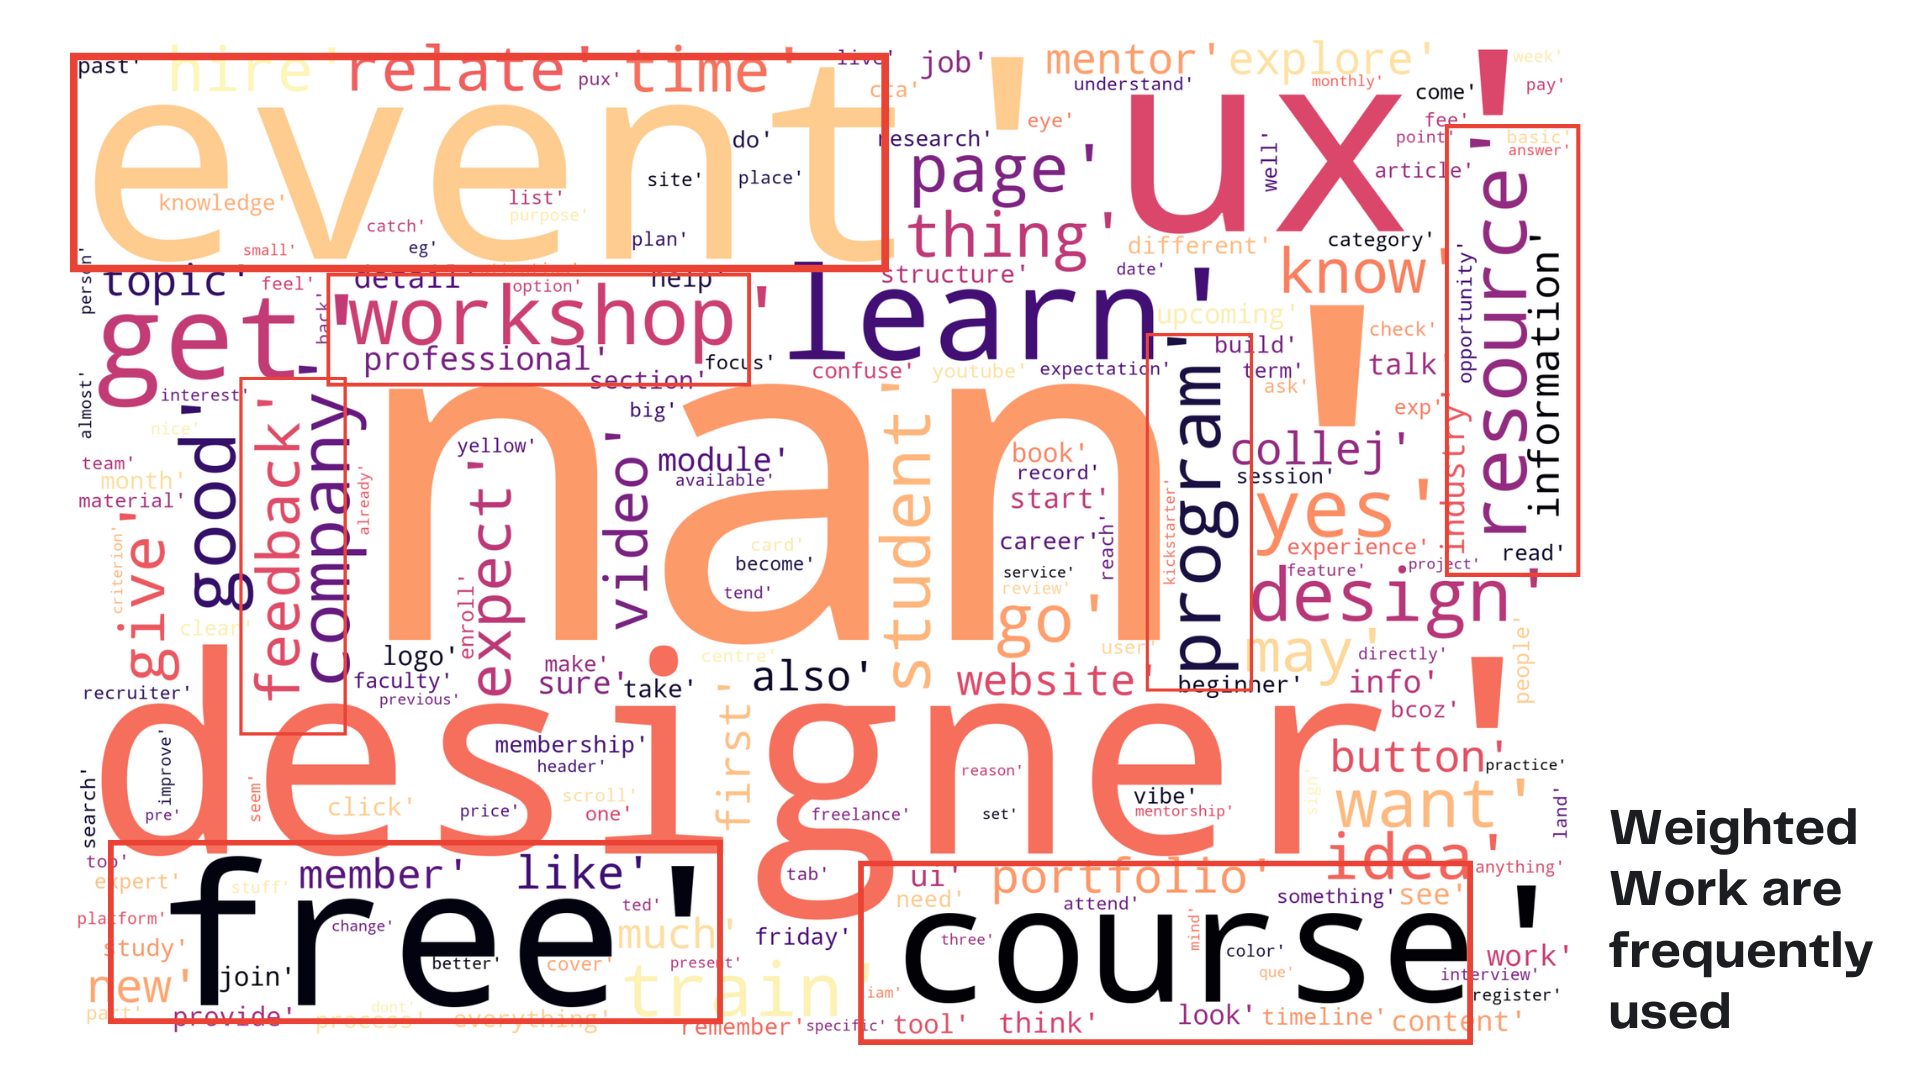 past' hire' relate' pux' time' live' job' mentor' explore' week'
understand' monthly' come' pay'
event' cta' eye' ux' fee'
do' research' page' well' point' basic'
answer'
site' place' article' resource'
knowledge' list' purpose' thing'
catch' plan' different' category'
small' eg' structure' date' know' opportunity' information'
person' topic' feel' detail' option' help' learn' upcoming'
get' back' workshop' build' check'
professional' focus' confuse' youtube' expectation' term' talk'
section' ask'
almost' interest' big' exp'
nice' good' feedback' company' nan' yellow' video' module' student' book' program' collej'
team' available' record' session'
month' already' expect' start' yes' industry'
material' criterion' give' card' career' reach' kickstarter' experience' read'
become' service' feature' project'
tend' review' design'
clear' enroll' go' may'
logo' make' centre' also' user' directly' people'
faculty' sure' take' website' beginner' info'
recruiter' previous' bcoz'
designer' first'
improve' membership' button'
search' header' reason' practice'
pre' seem' click' price' scroll' one' freelance' set' vibe' mentorship' sign' want' land'
top' free' member' like' tab' ui' portfolio' idea' anything'
expert' stuff' need' attend' something' see'
platform' change' ted' course'
study' much' friday' three' mind' color' work'
new' join' better' cover' present' train' que' interview'
iam' register'
part' provide' process' dont' everything' remember' specific' tool' think' look' timeline' content'
Weighted
Work are
frequently
used